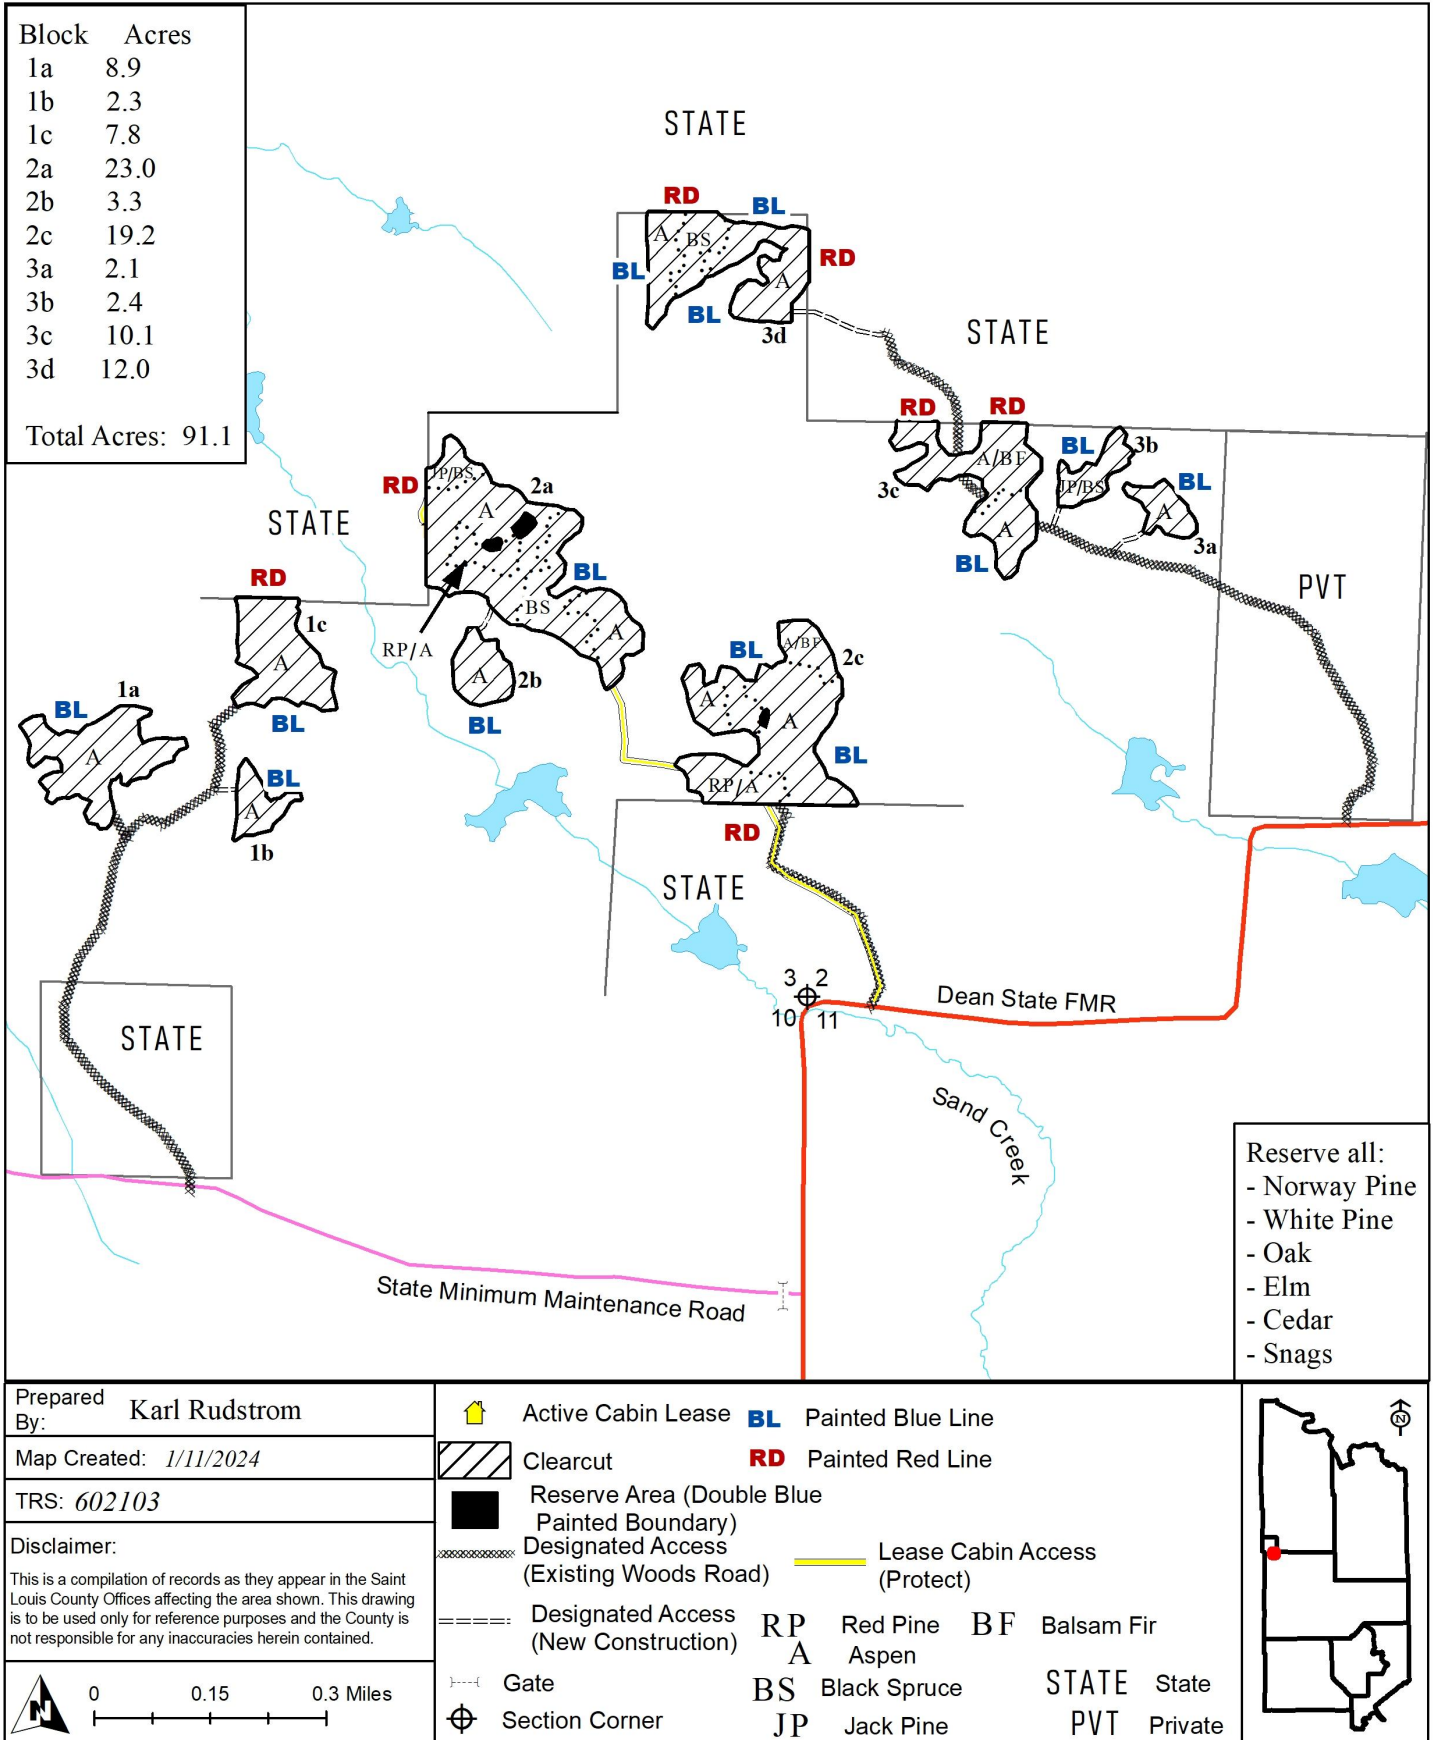 Block Acres
1a 8.9
1b 2.3
1c 7.8
2a 23.0
2b 3.3
2c 19.2
3a 2.1
3b 2.4
3c 10.1
3d 12.0
Total Acres: 91.1
STATE
RD
BL
A
BS
BL
RD
A
BL
3d
STATE
RD
RD
A/BF
3c
BL
3b
JP/BS
BL
A
3a
A
BL
PVT
JP/BS
RD
2a
A
STATE
BL
BS
A
RP/A
A
2b
BL
RD
1c
A
BL
BL
1a
A
BL
A
1b
A/BF
BL
2c
A
A
BL
RP/A
RD
STATE
3 2
10 11
Dean State FMR
STATE
Sand Creek
State Minimum Maintenance Road
Reserve all:
- Norway Pine
- White Pine
- Oak
- Elm
- Cedar
- Snags
Prepared
By: Karl Rudstrom
Map Created: 1/11/2024
TRS: 602103
Disclaimer:
This is a compilation of records as they appear in the Saint
Louis County Offices affecting the area shown. This drawing
is to be used only for reference purposes and the County is
not responsible for any inaccuracies herein contained.
N
0 0.15 0.3 Miles
Active Cabin Lease
BL Painted Blue Line
Clearcut
RD Painted Red Line
Reserve Area (Double Blue
Painted Boundary)
Designated Access
(Existing Woods Road)
Lease Cabin Access
(Protect)
Designated Access
(New Construction)
RP Red Pine
BF Balsam Fir
A Aspen
Gate
BS Black Spruce
STATE State
Section Corner
JP Jack Pine
PVT Private
N